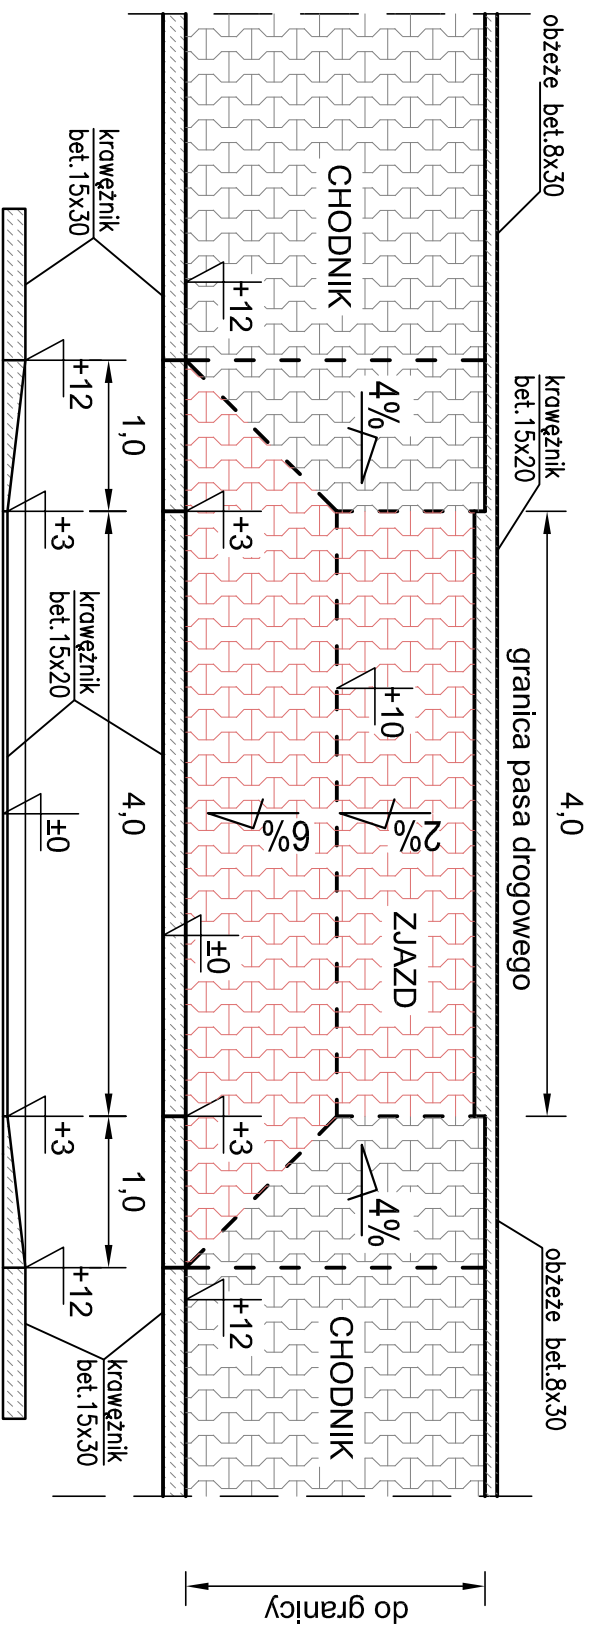 4,0
obżeże bet.8x30
krawężnik
bet.15x20
granica pasa drogowego
obżeże bet.8x30
CHODNIK
4%
ZJAZD
2%
+10
6%
4%
CHODNIK
do granicy
+12
+3
±0
+3
+12
krawężnik
bet.15x30
1,0
krawężnik
bet.15x20
4,0
1,0
krawężnik
bet.15x30
+12
+3
±0
+3
+12